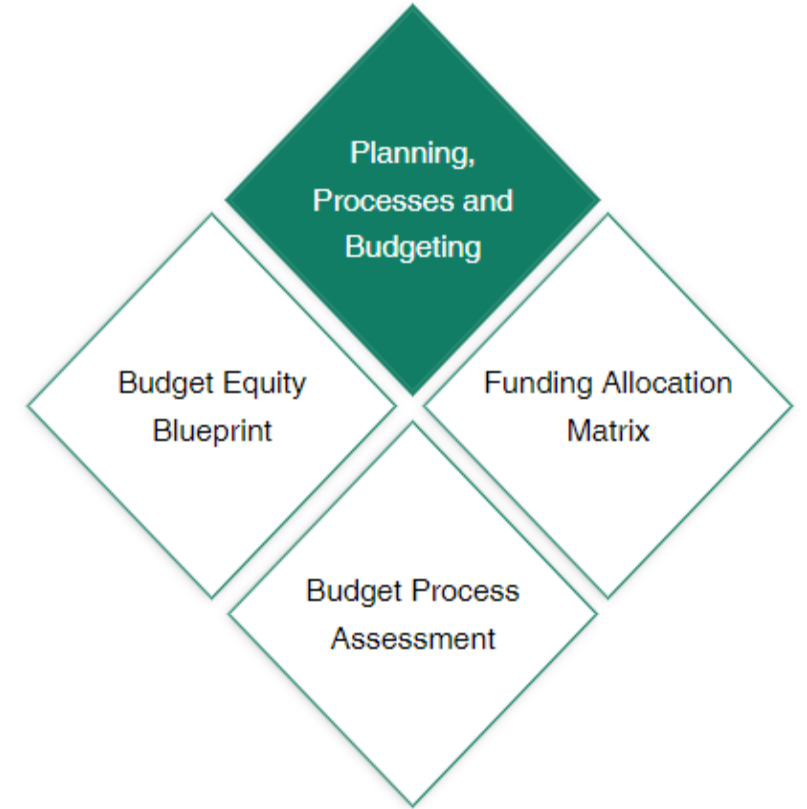 Planning,
Processes and
Budgeting
Budget Equity
Blueprint
Funding Allocation
Matrix
Budget Process
Assessment